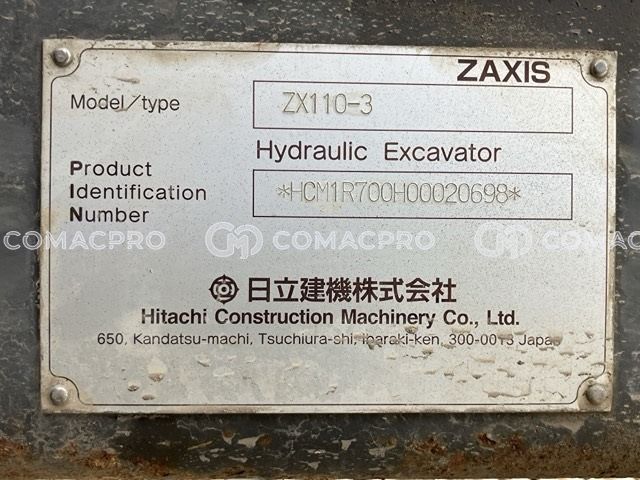 ZAXIS
Model/type ZX110-3
Hydraulic Excavator
Product
Identification *HCM1R700H00020698*
Number
COMACPRO COMACPRO COMACPRO
日立建機株式会社
Hitachi Construction Machinery Co., Ltd.
650, Kandatsu-machi, Tsuchiura-shi, Ibaraki-ken, 300-0013 Japan